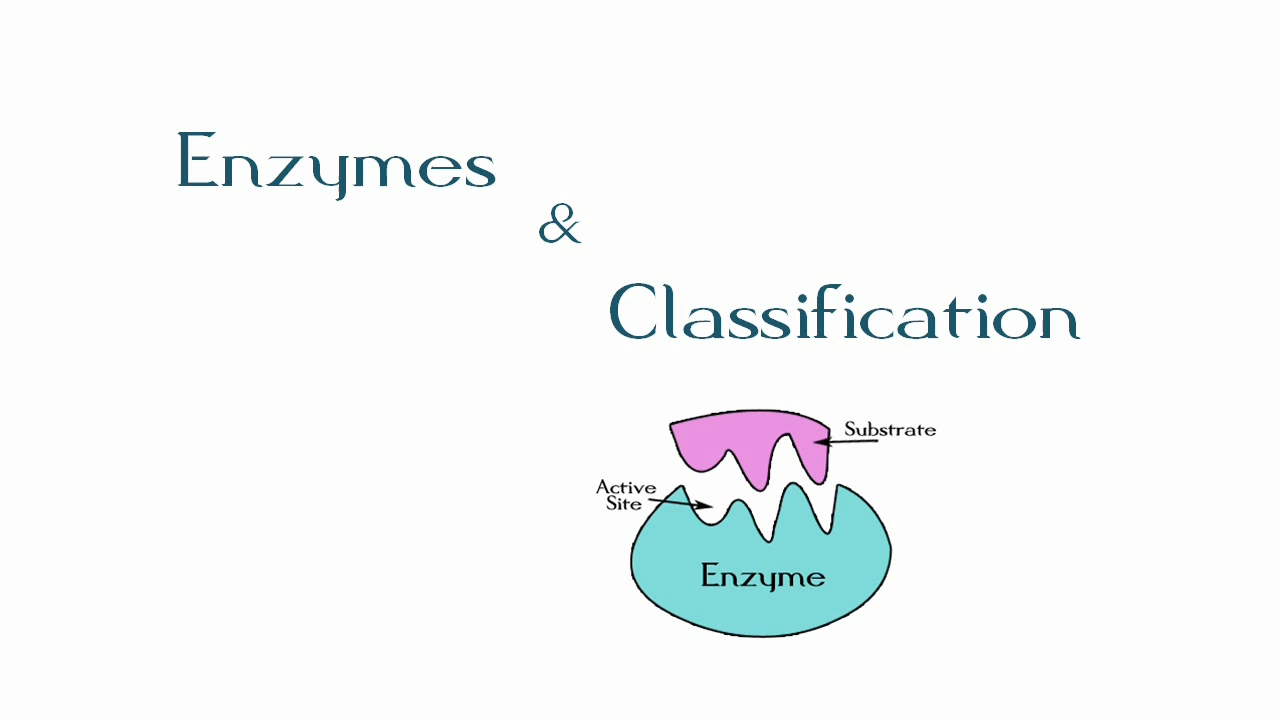 Enzymes
&
Classification
Substrate
Active
Site
Enzyme